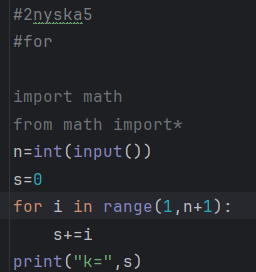 #2nyska5
#for

import math
from math import*
n=int(input())
s=0
for i in range(1,n+1):
    s+=i
print("k=",s)